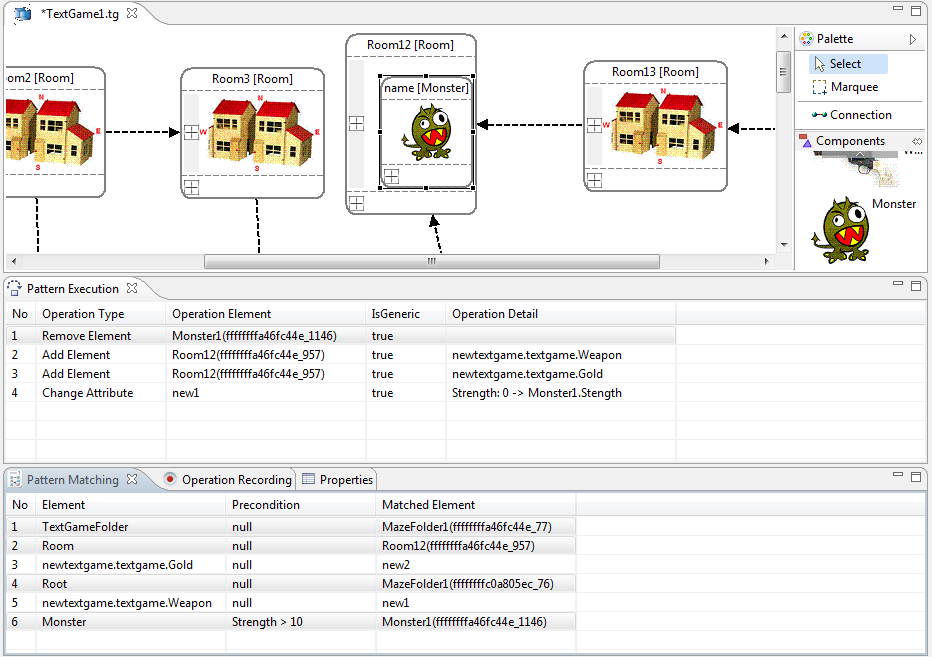 *TextGame1.tg
oom2 [Room]
N
E
S
Room3 [Room]
N
W
E
S
Room12 [Room]
name [Monster]
Room13 [Room]
N
W
E
S
Palette
Select
Marquee
Connection
Components
Monster
Pattern Execution
No Operation Type Operation Element IsGeneric Operation Detail
1 Remove Element Monster1(ffffffffa46fc44e_1146) true
2 Add Element Room12(ffffffffa46fc44e_957) true newtextgame.textgame.Weapon
3 Add Element Room12(ffffffffa46fc44e_957) true newtextgame.textgame.Gold
4 Change Attribute new1 true Strength: 0 -> Monster1.Stength
Pattern Matching Operation Recording Properties
No Element Precondition Matched Element
1 TextGameFolder null MazeFolder1(ffffffffa46fc44e_77)
2 Room null Room12(ffffffffa46fc44e_957)
3 newtextgame.textgame.Gold null new2
4 Root null MazeFolder1(ffffffffc0a805ec_76)
5 newtextgame.textgame.Weapon null new1
6 Monster Strength > 10 Monster1(ffffffffa46fc44e_1146)